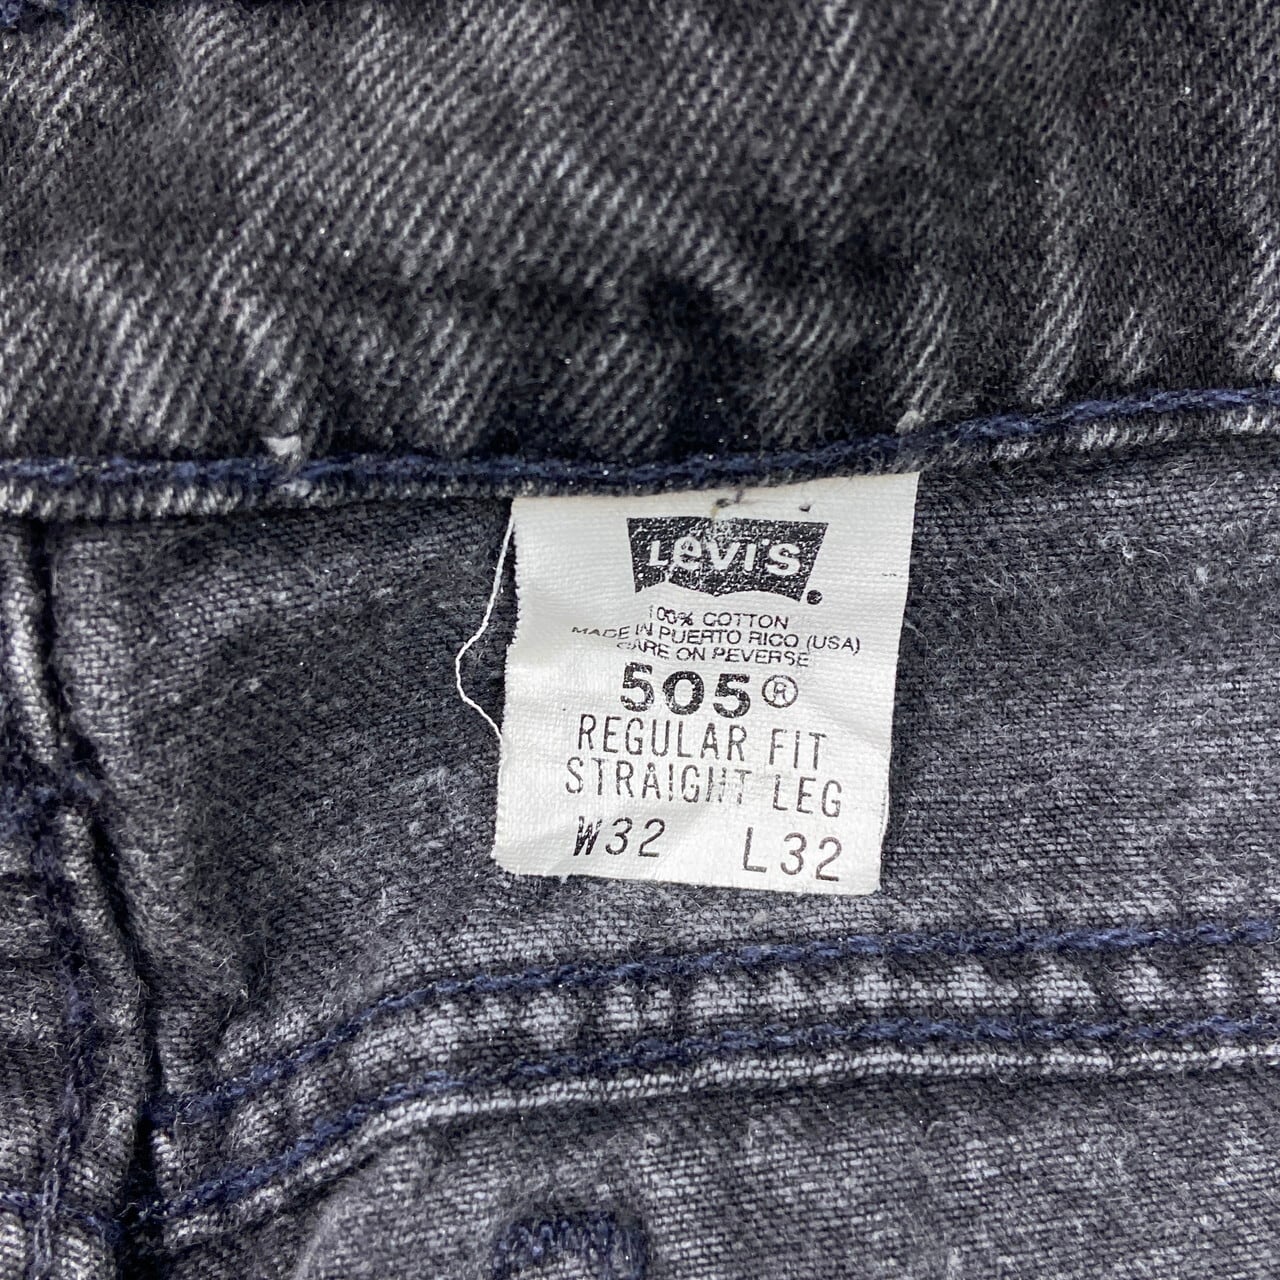 LeVI'S
100% COTTON
MADE IN PUERTO RICO (USA)
CARE ON REVERSE
505®
REGULAR FIT
STRAIGHT LEG
W32 L32